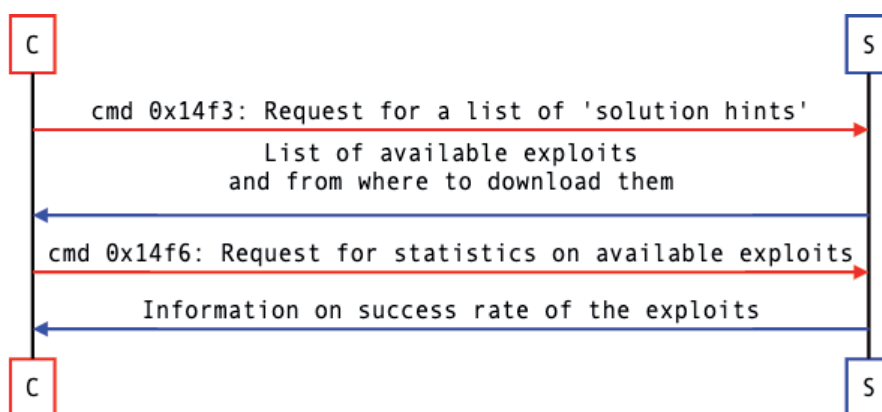 C
S
cmd 0x14f3: Request for a list of 'solution hints'
List of available exploits
and from where to download them
cmd 0x14f6: Request for statistics on available exploits
Information on success rate of the exploits
C
S